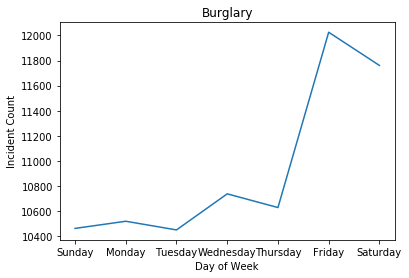 Burglary
12000
11800
11600
11400
11200
11000
10800
10600
10400
Incident Count
Sunday Monday Tuesday Wednesday Thursday Friday Saturday
Day of Week